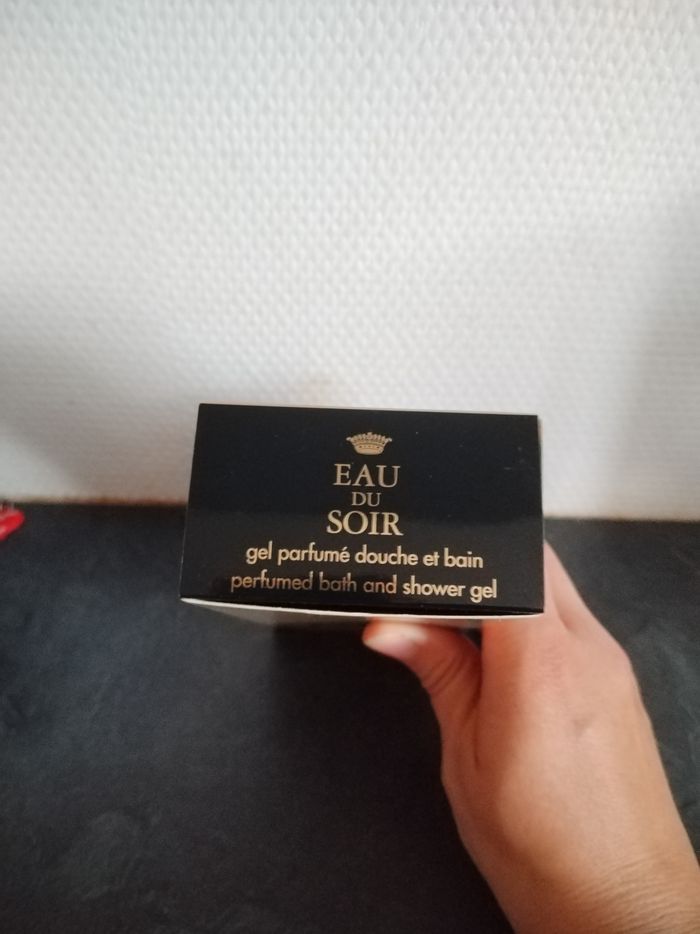 EAU
DU
SOIR
gel parfumé douche et bain
perfumed bath and shower gel